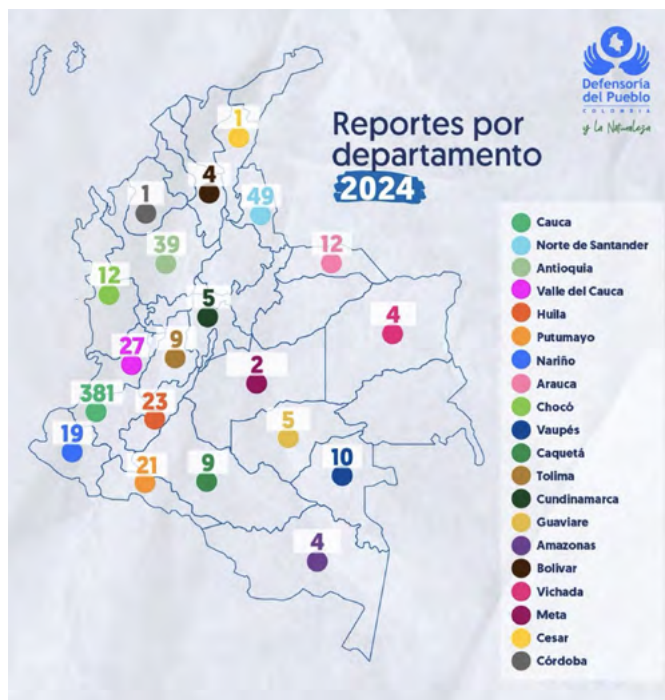 Defensoría
del Pueblo
COLOMBIA
y la Naturaleza
Reportes por
departamento
2024
1
4
1
49
39
12
12
5
4
27
9
2
381
23
5
19
21
9
10
4
Cauca
Norte de Santander
Antioquia
Valle del Cauca
Huila
Putumayo
Nariño
Arauca
Chocó
Vaupés
Caquetá
Tolima
Cundinamarca
Guaviare
Amazonas
Bolivar
Vichada
Meta
Cesar
Córdoba